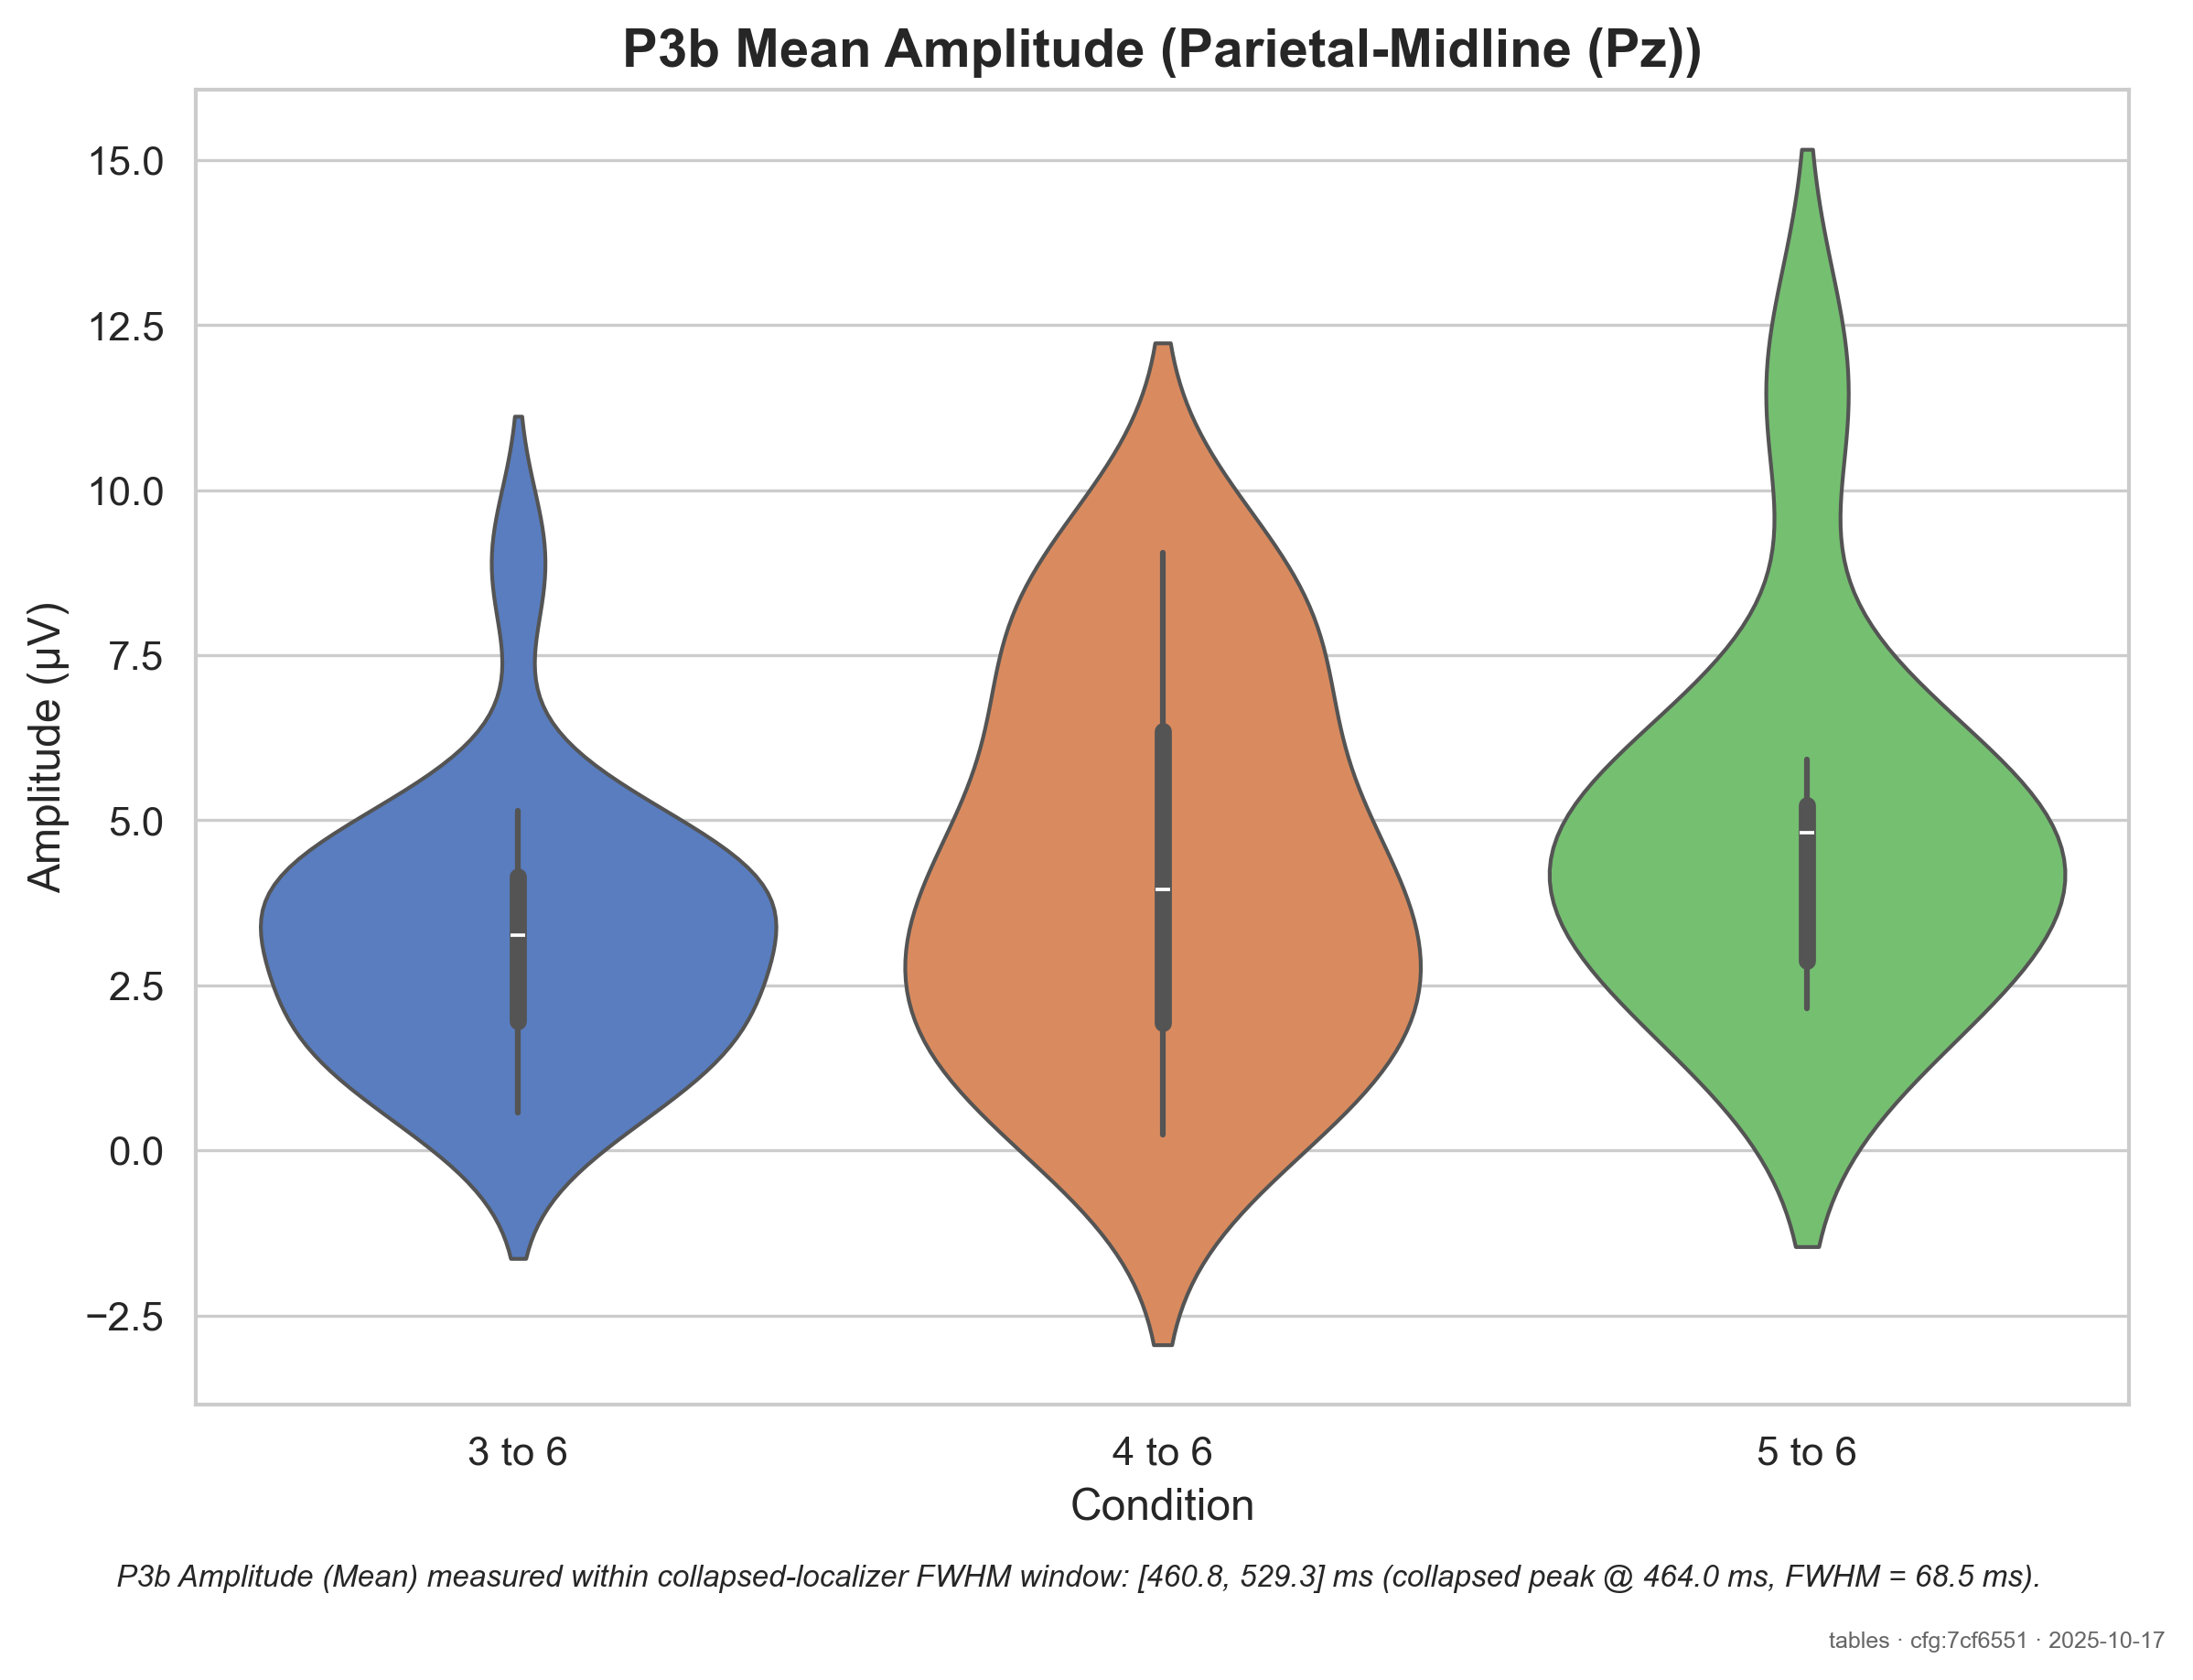 P3b Mean Amplitude (Parietal-Midline (Pz))
Amplitude (µV)
15.0
12.5
10.0
7.5
5.0
2.5
0.0
−2.5
3 to 6
4 to 6
5 to 6
Condition
P3b Amplitude (Mean) measured within collapsed-localizer FWHM window: [460.8, 529.3] ms (collapsed peak @ 464.0 ms, FWHM = 68.5 ms).
tables · cfg:7cf6551 · 2025-10-17